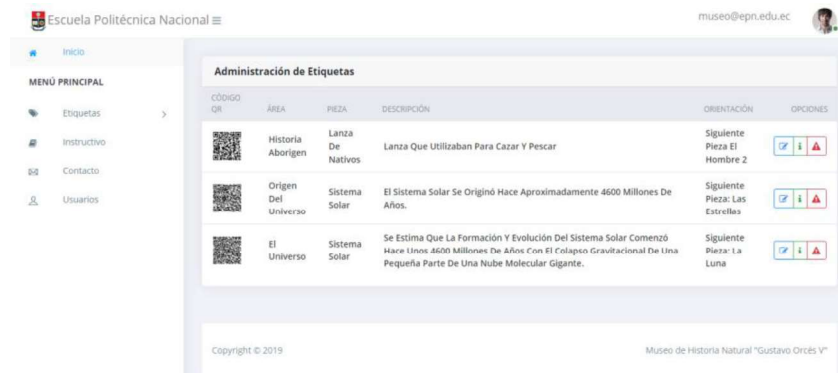 Escuela Politécnica Nacional
museo@epn.edu.ec
Inicio
MENÚ PRINCIPAL
Etiquetas
Instructivo
Contacto
Usuarios
Administración de Etiquetas
CÓDIGO
QR
ÁREA
PIEZA
DESCRIPCIÓN
ORIENTACIÓN
OPCIONES
Historia
Aborigen
Lanza
De
Nativos
Lanza Que Utilizaban Para Cazar Y Pescar
Siguiente
Pieza El
Hombre 2
Origen
Del
Universo
Sistema
Solar
El Sistema Solar Se Originó Hace Aproximadamente 4600 Millones De
Años.
Siguiente
Pieza: Las
Estrellas
El
Universo
Sistema
Solar
Se Estima Que La Formación Y Evolución Del Sistema Solar Comenzó
Hace Unos 4600 Millones De Años Con El Colapso Gravitacional De Una
Pequeña Parte De Una Nube Molecular Gigante.
Siguiente
Pieza: La
Luna
Copyright © 2019
Museo de Historia Natural "Gustavo Orcés V"